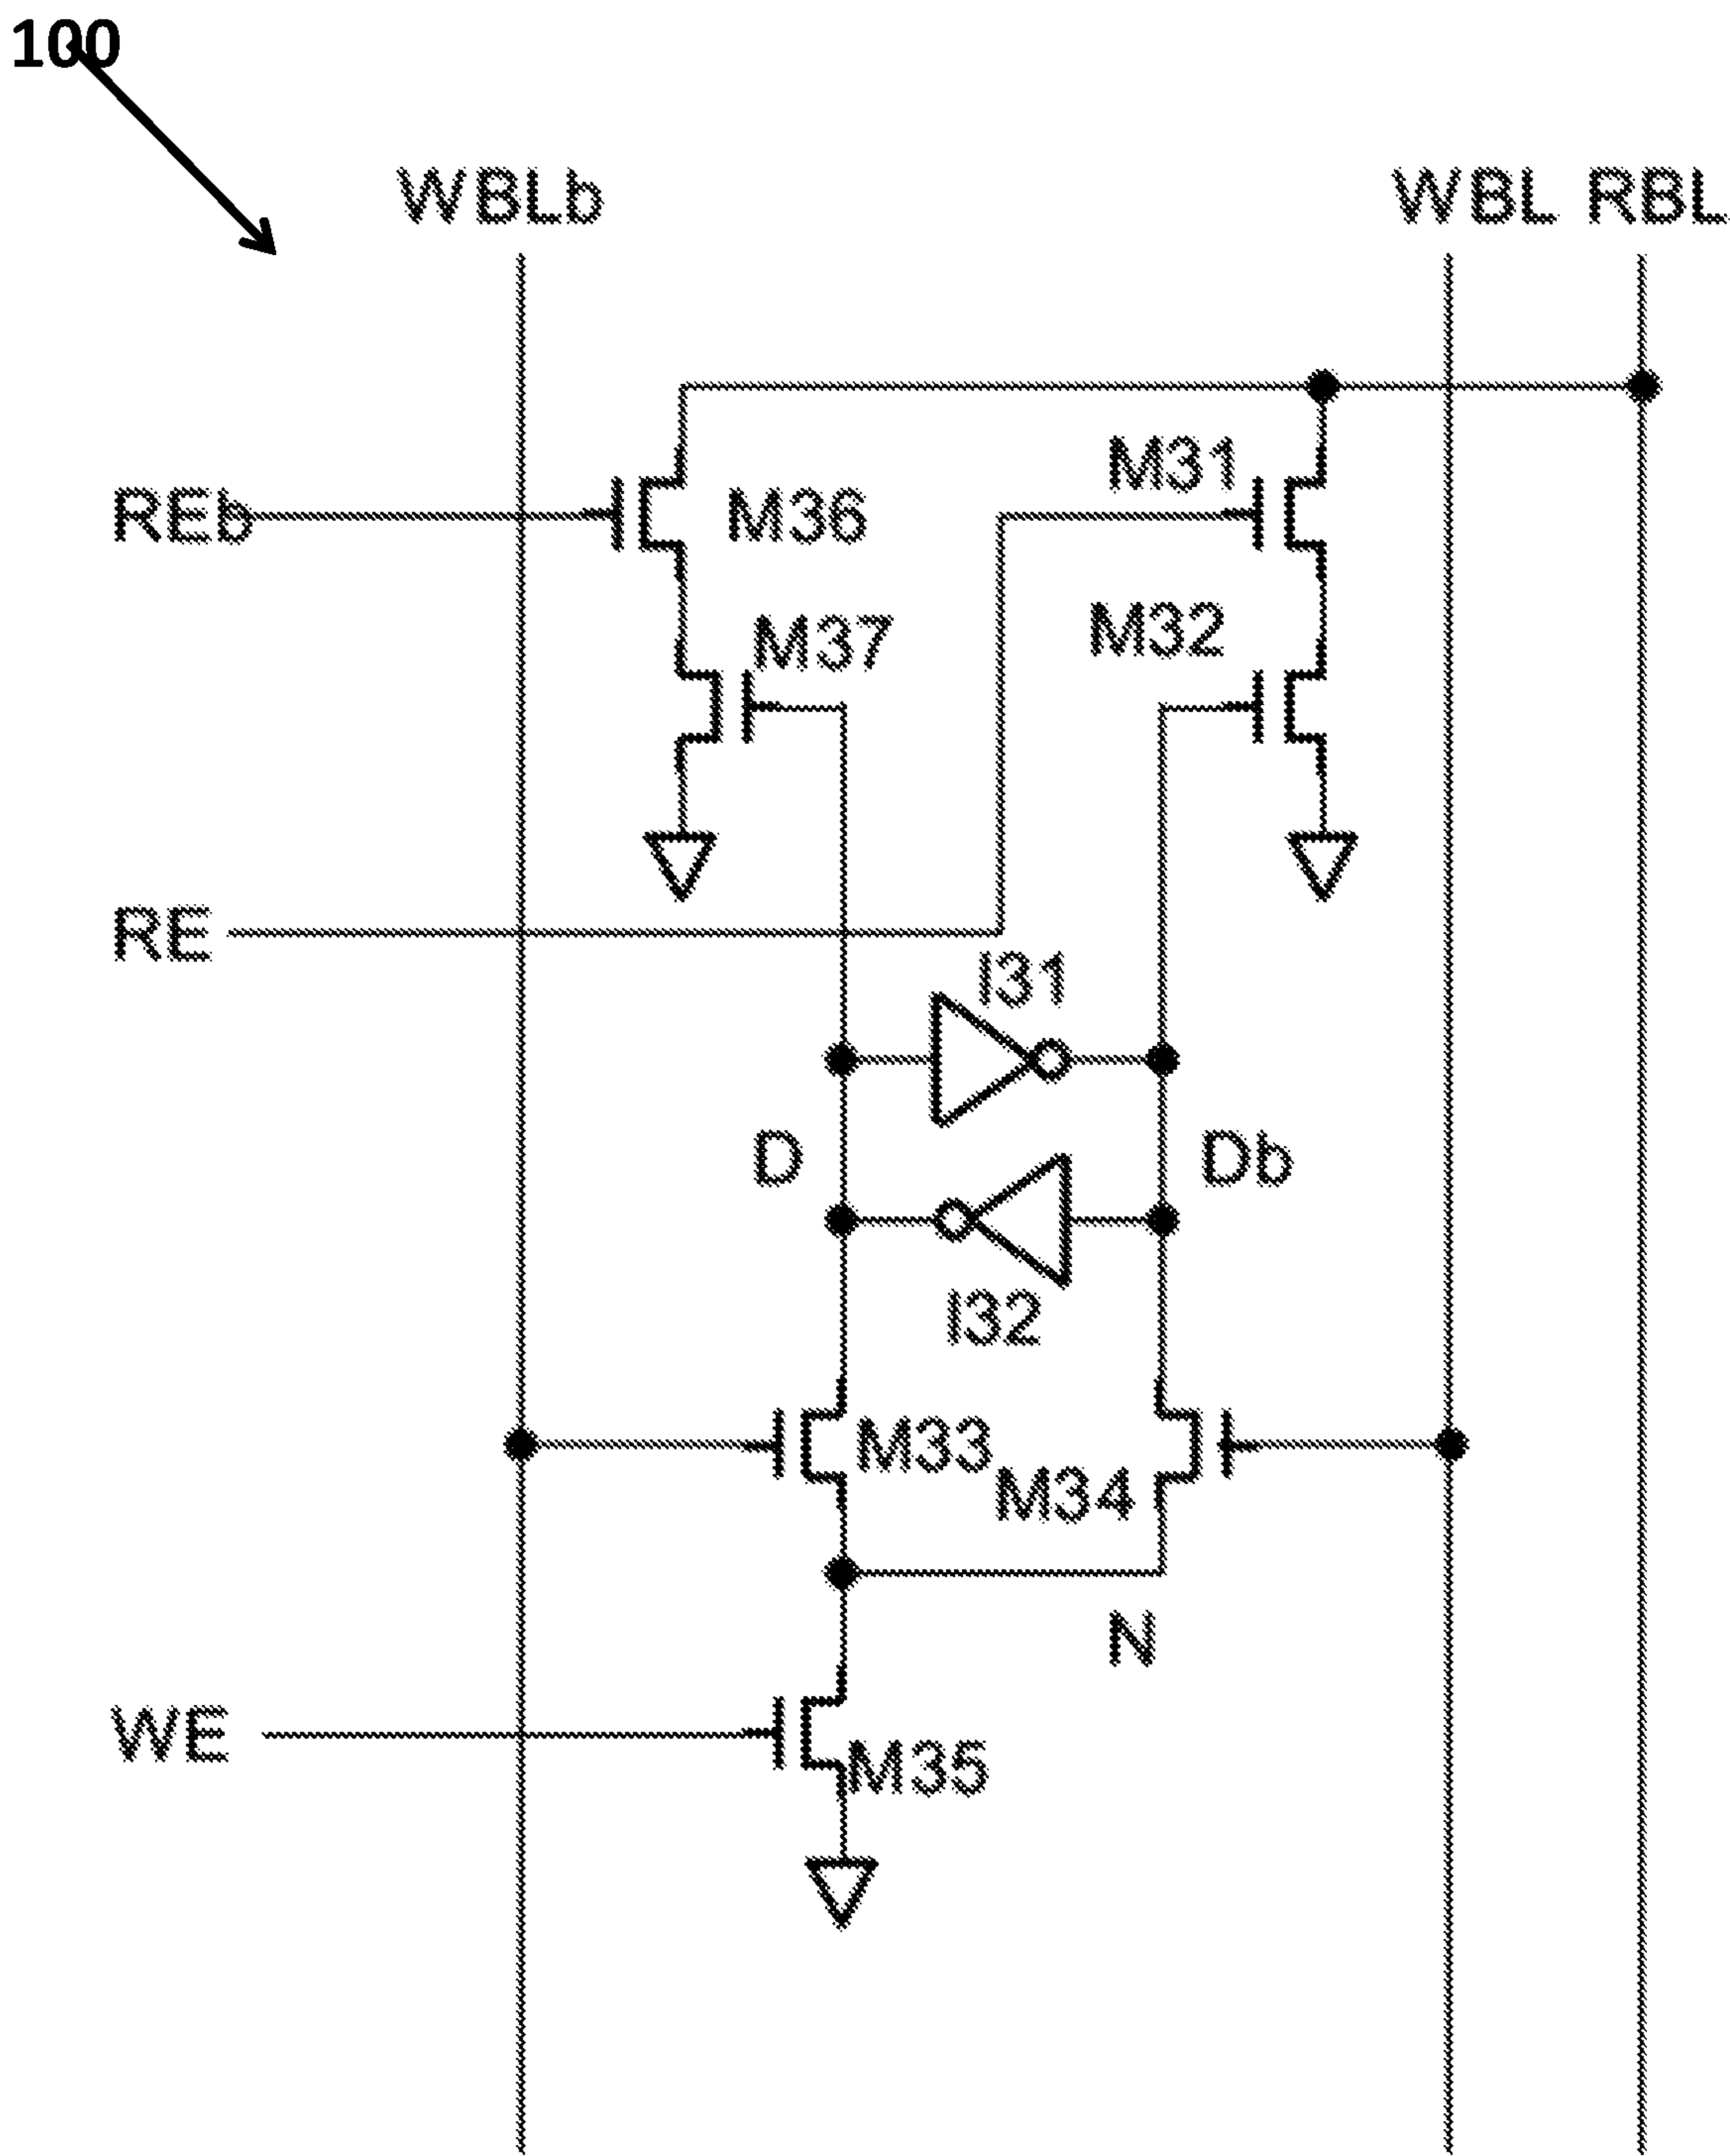 100
WBLb WBL RBL
M31
REb M36
M32
M37
RE
I31
D Db
I32
M33
M34
N
WE
M35